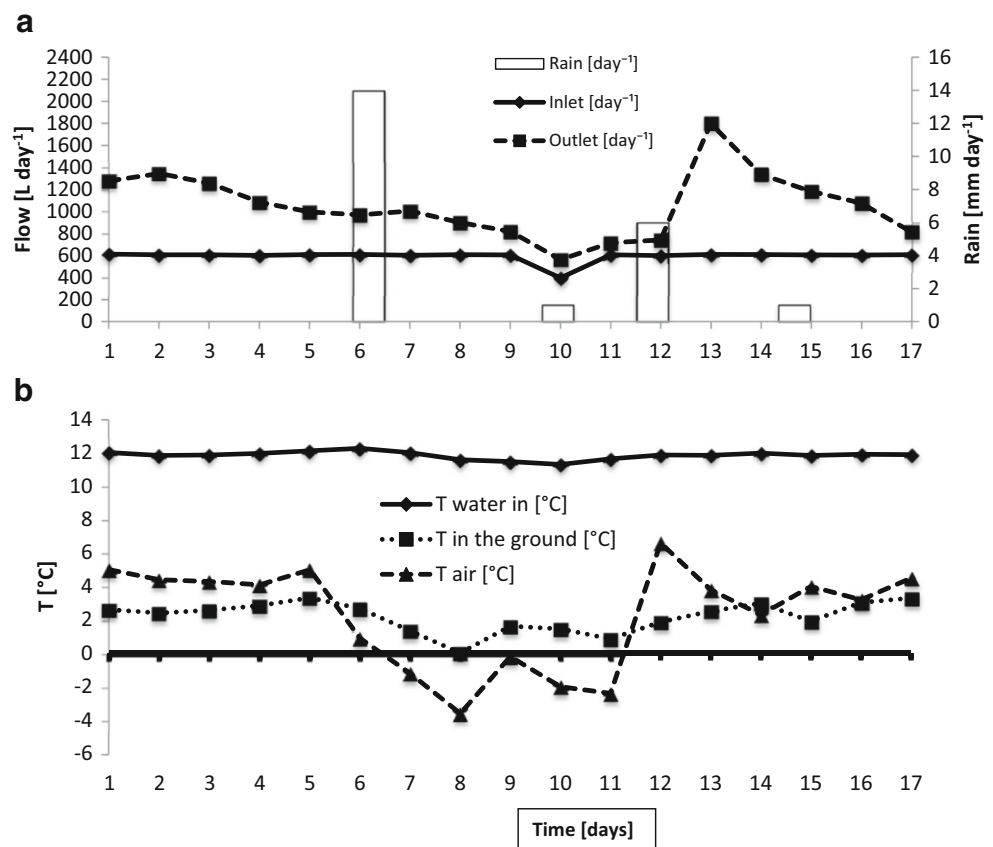 a
2400
2200
2000
1800
1600
1400
1200
1000
800
600
400
200
0
Flow [L day⁻¹]
Rain [day⁻¹]
Inlet [day⁻¹]
Outlet [day⁻¹]
16
14
12
10
8
6
4
2
0
Rain [mm day⁻¹]
1 2 3 4 5 6 7 8 9 10 11 12 13 14 15 16 17
b
14
12
10
8
6
4
2
0
-2
-4
-6
T [°C]
T water in [°C]
T in the ground [°C]
T air [°C]
1 2 3 4 5 6 7 8 9 10 11 12 13 14 15 16 17
Time [days]